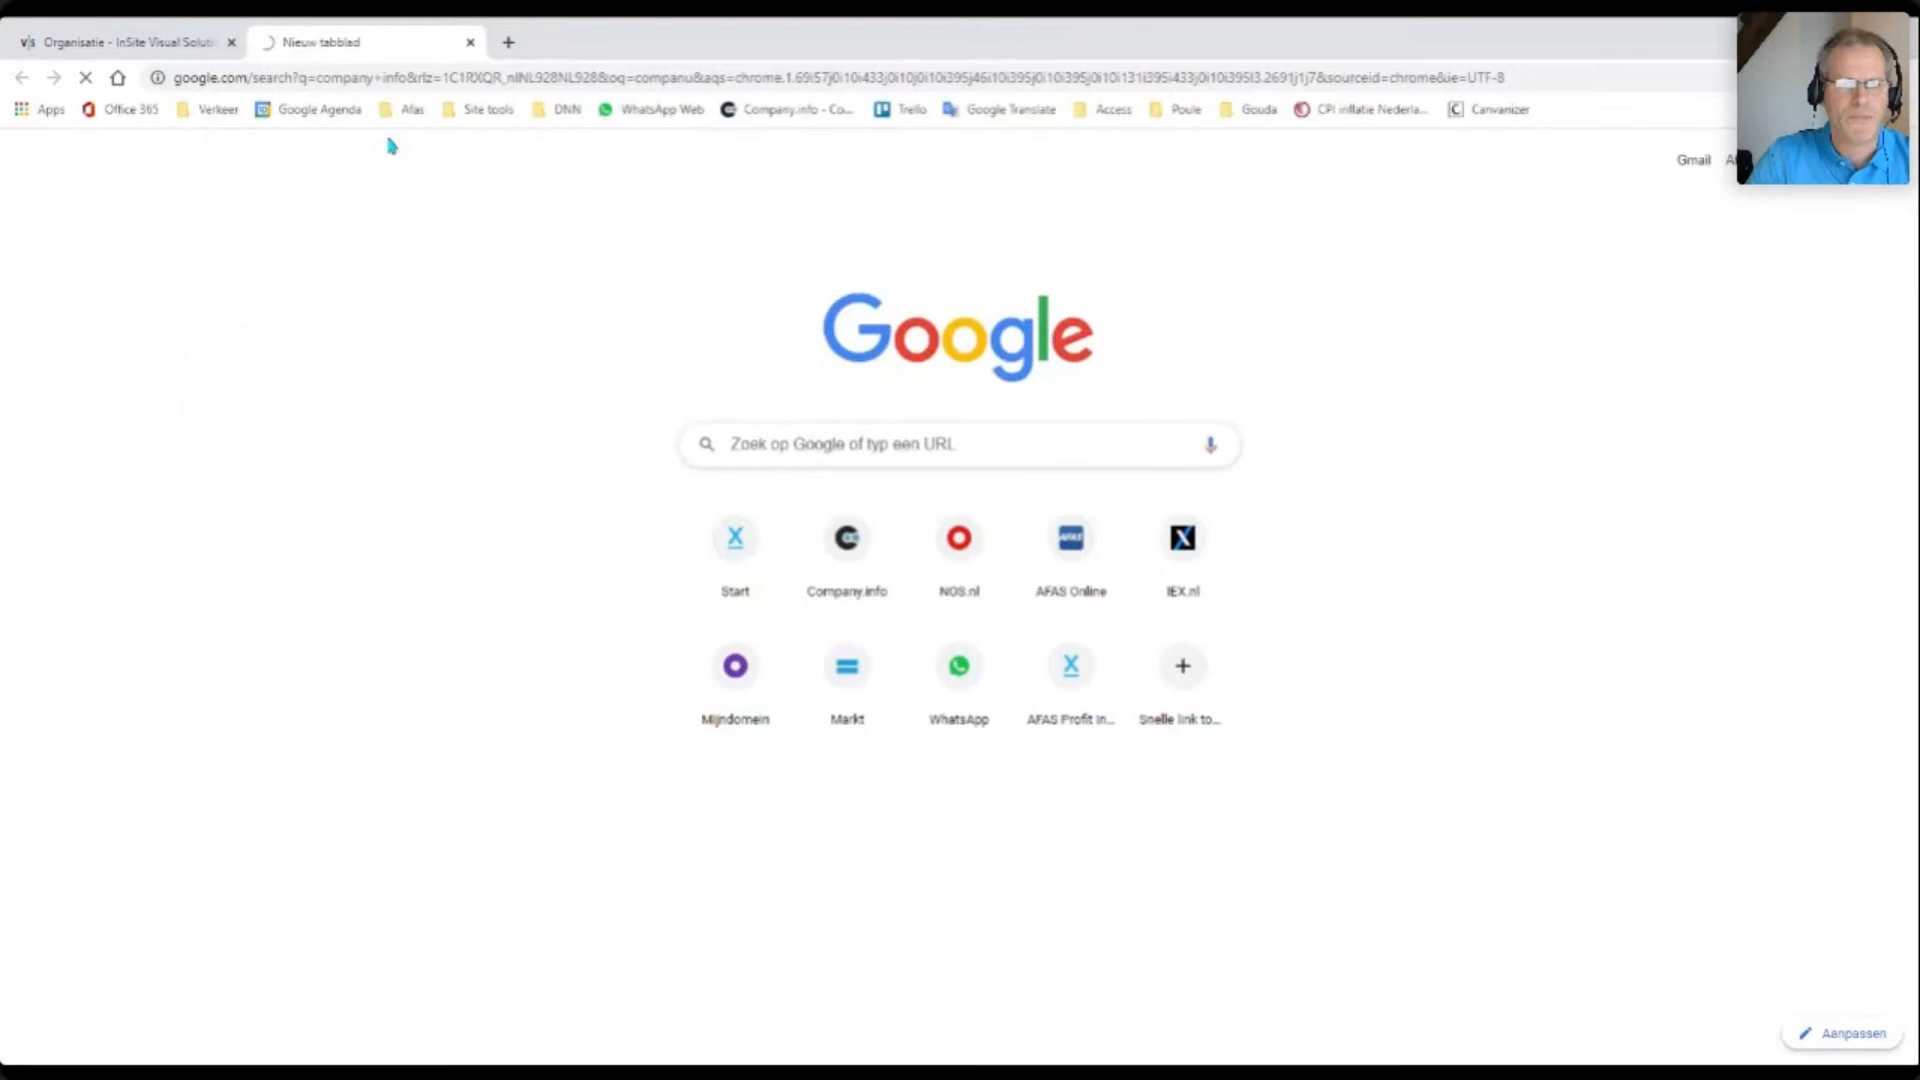 Organisatie - InSite Visual Soluti
Nieuw tabblad
google.com/search?q=company+info&rlz=1C1RXQR_nlNL928NL928&oq=companu&aqs=chrome.1.69i57j0i10i433j0i10j0i10i395j46i10i395j0i10i395j0i10i131i395i433j0i10i395l3.2691j1j7&sourceid=chrome&ie=UTF-8
Apps Office 365 Verkeer Google Agenda Afas Site tools DNN WhatsApp Web Company.info - Co... Trello Google Translate Access Poule Gouda CPI inflatie Nederla... Canvanizer
Gmail
Google
Zoek op Google of typ een URL
Start Company.info NOS.nl AFAS Online IEX.nl
Mijndomein Markt WhatsApp AFAS Profit In... Snelle link to...
Aanpassen